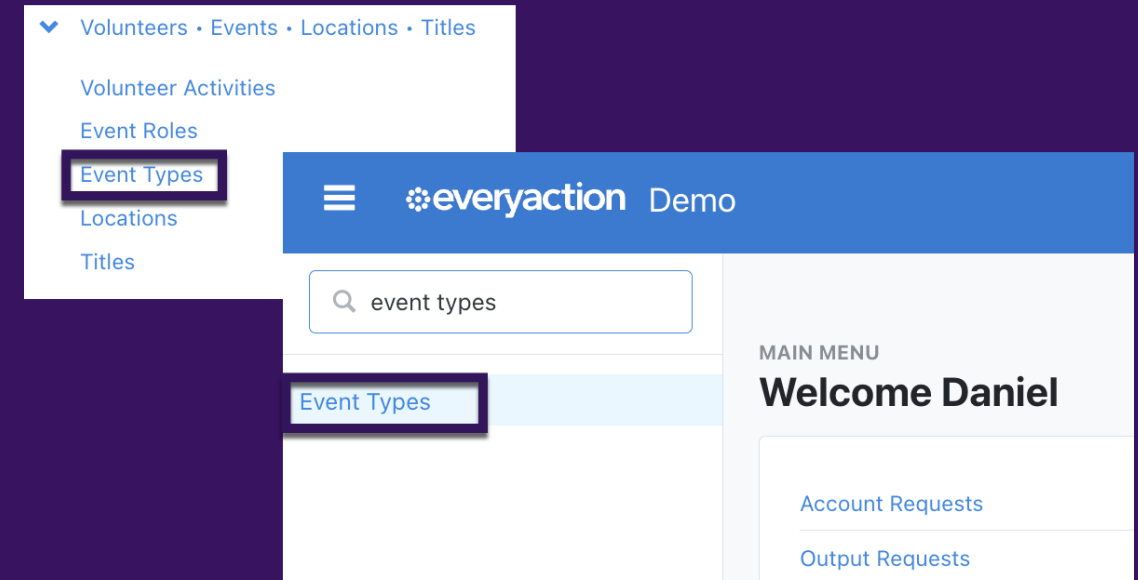 Volunteers • Events • Locations • Titles
Volunteer Activities
Event Roles
Event Types
Locations
Titles
everyaction Demo
event types
Event Types
MAIN MENU
Welcome Daniel
Account Requests
Output Requests